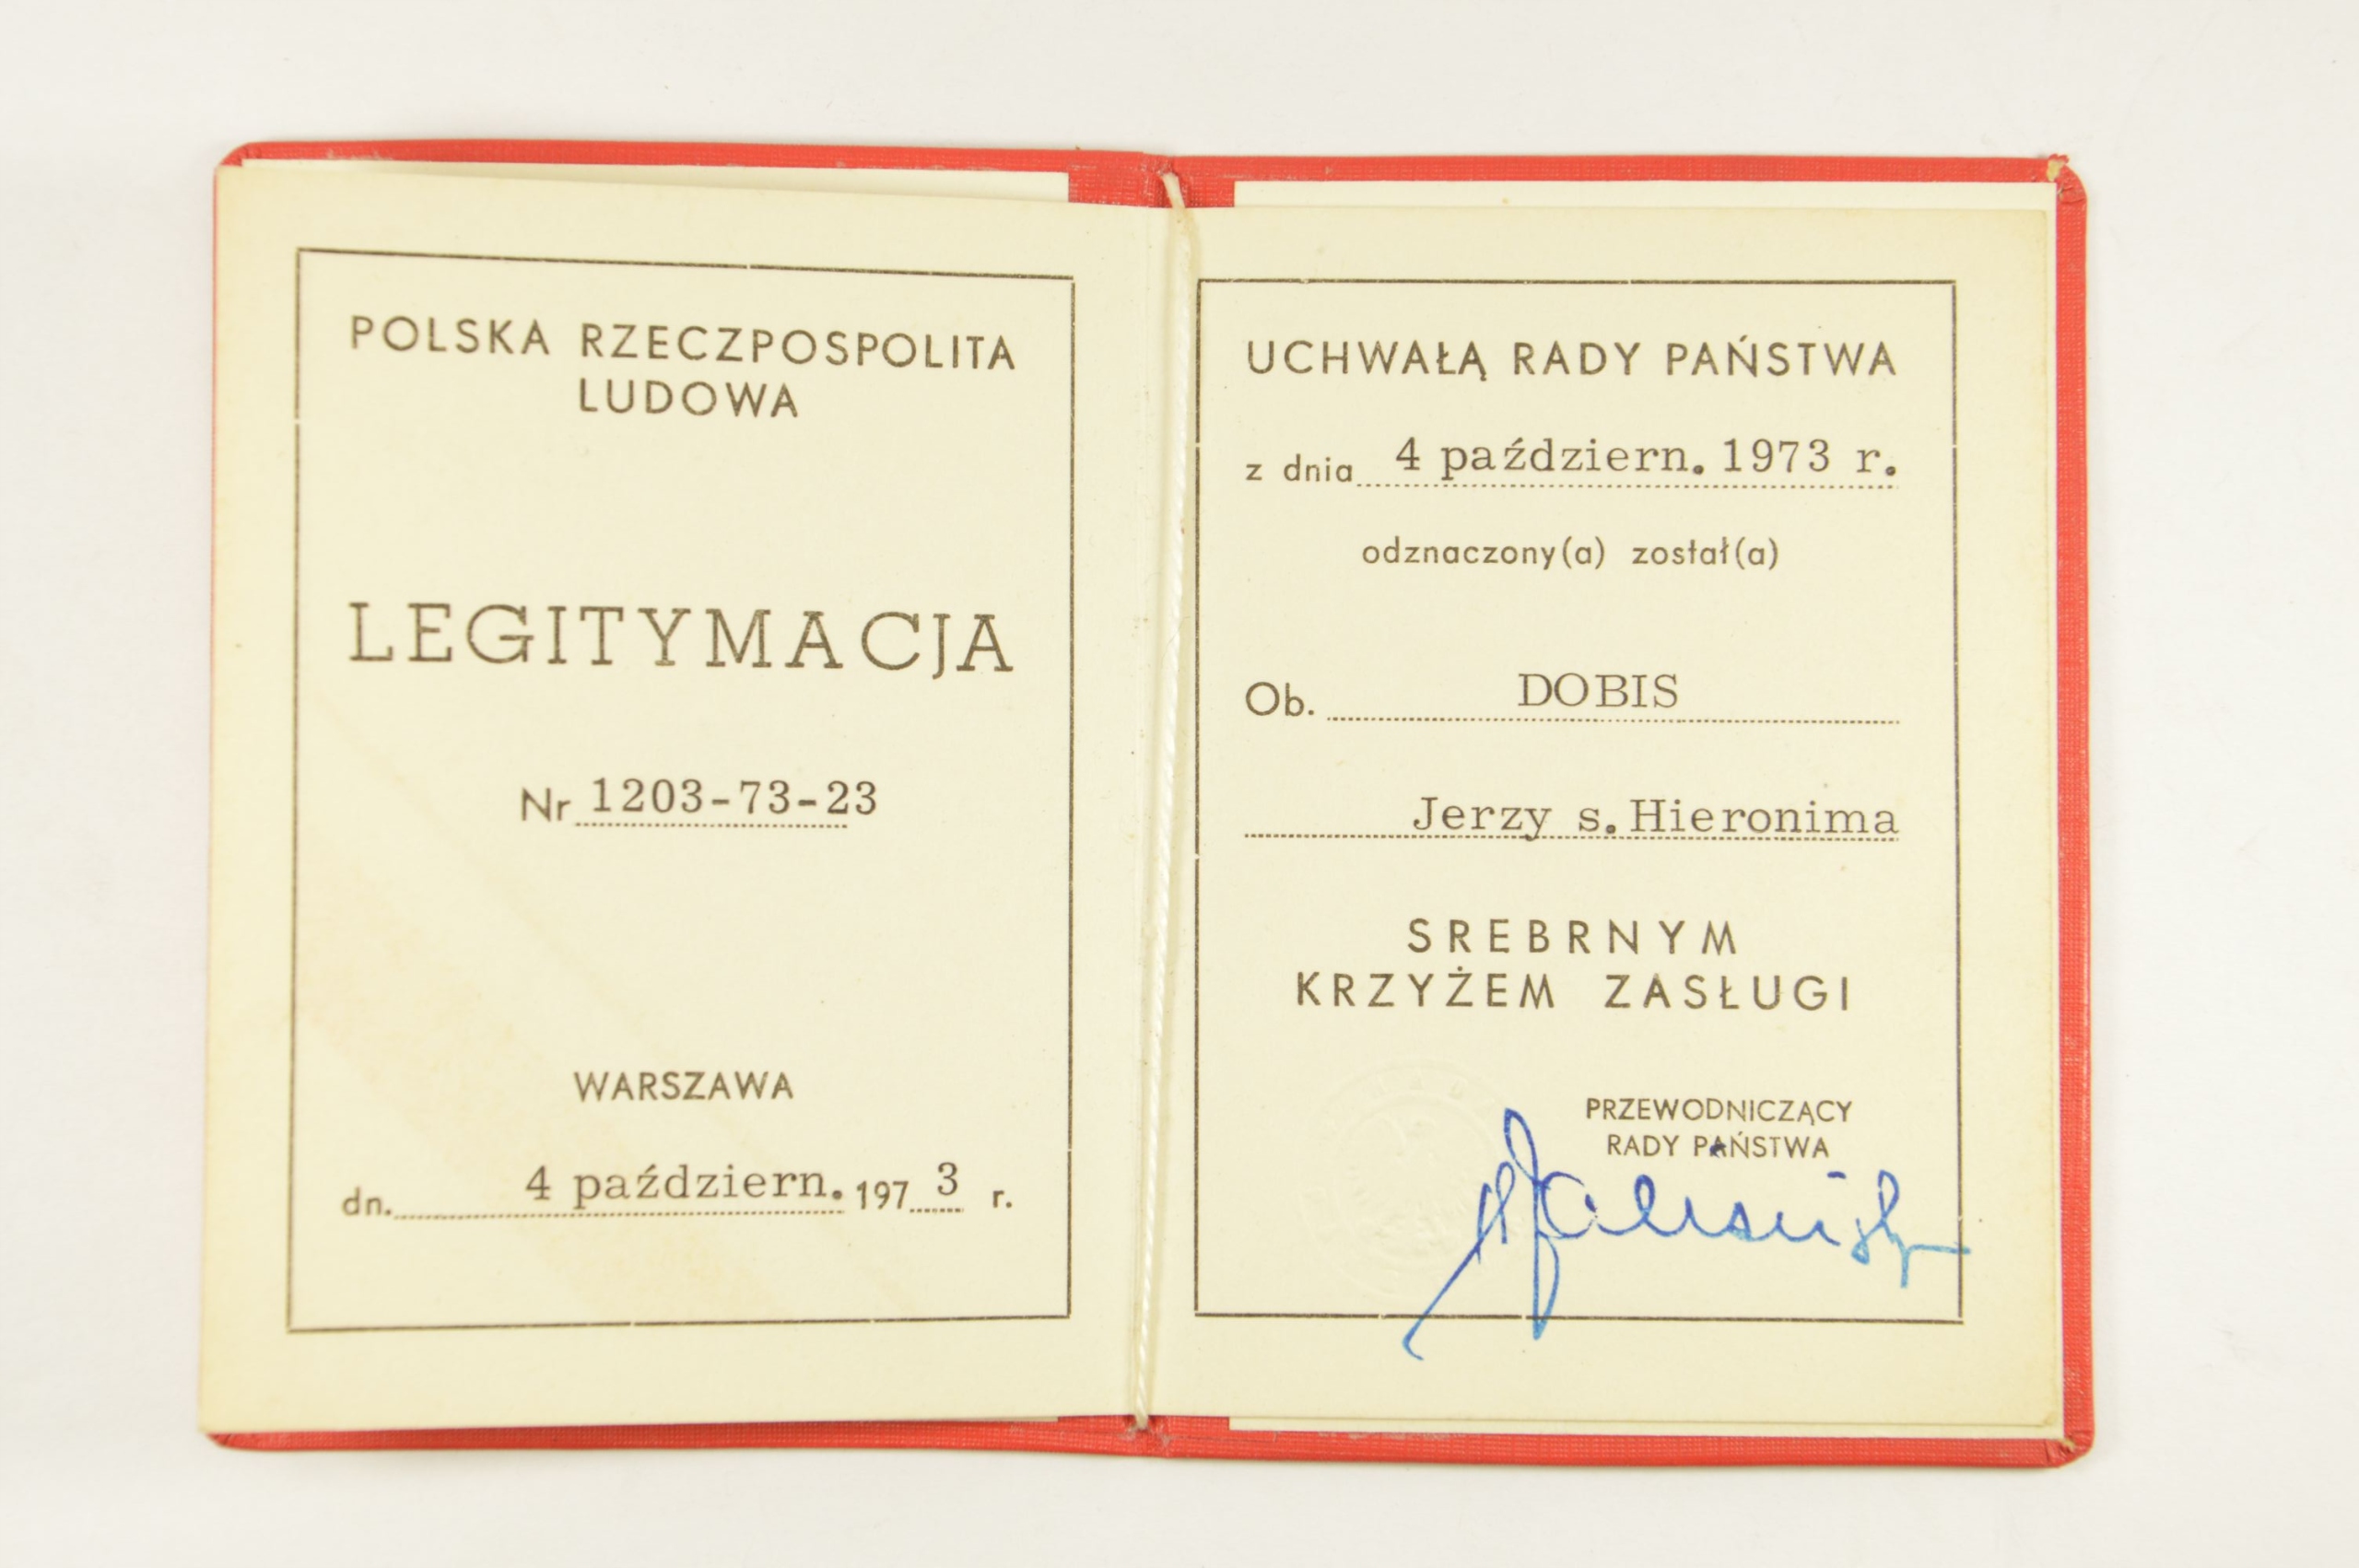 POLSKA RZECZPOSPOLITA
LUDOWA
LEGITYMACJA
Nr 1203-73-23
WARSZAWA
dn. 4 październ. 1973 r.
UCHWAŁĄ RADY PAŃSTWA
z dnia 4 październ. 1973 r.
odznaczony(a) został(a)
Ob. DOBIS
Jerzy s. Hieronima
SREBRNYM
KRZYŻEM ZASŁUGI
PRZEWODNICZĄCY
RADY PAŃSTWA